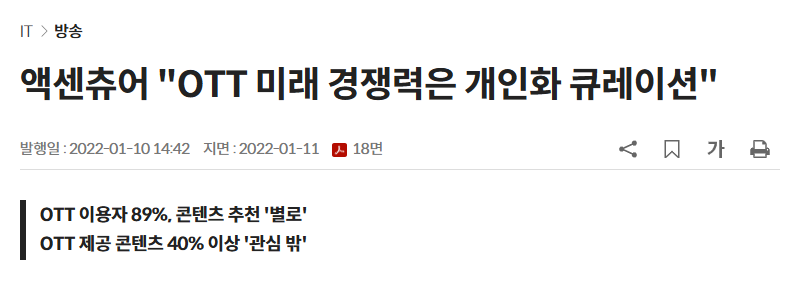 IT > 방송
액센츄어 "OTT 미래 경쟁력은 개인화 큐레이션"
발행일 : 2022-01-10 14:42 지면 : 2022-01-11 18면 가
OTT 이용자 89%, 콘텐츠 추천 '별로'
OTT 제공 콘텐츠 40% 이상 '관심 밖'